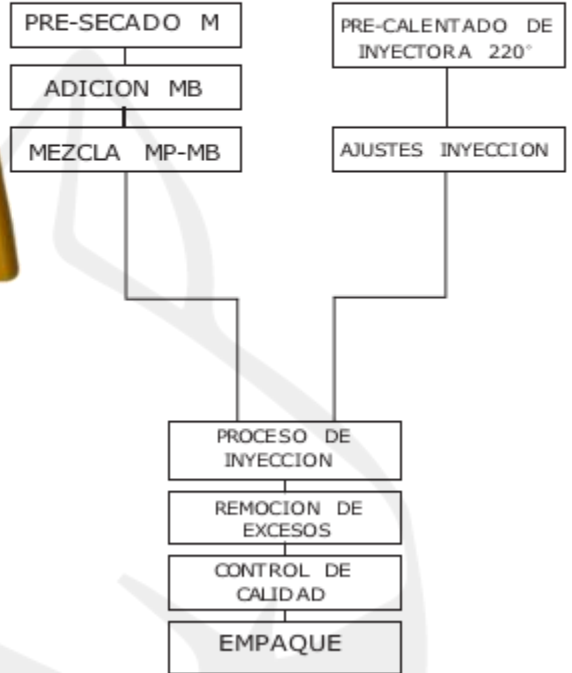 PRE-SECADO M
ADICION MB
MEZCLA MP-MB
PRE-CALENTADO DE
INYECTORA 220°
AJUSTES INYECCION
PROCESO DE
INYECCION
REMOCION DE
EXCESOS
CONTROL DE
CALIDAD
EMPAQUE